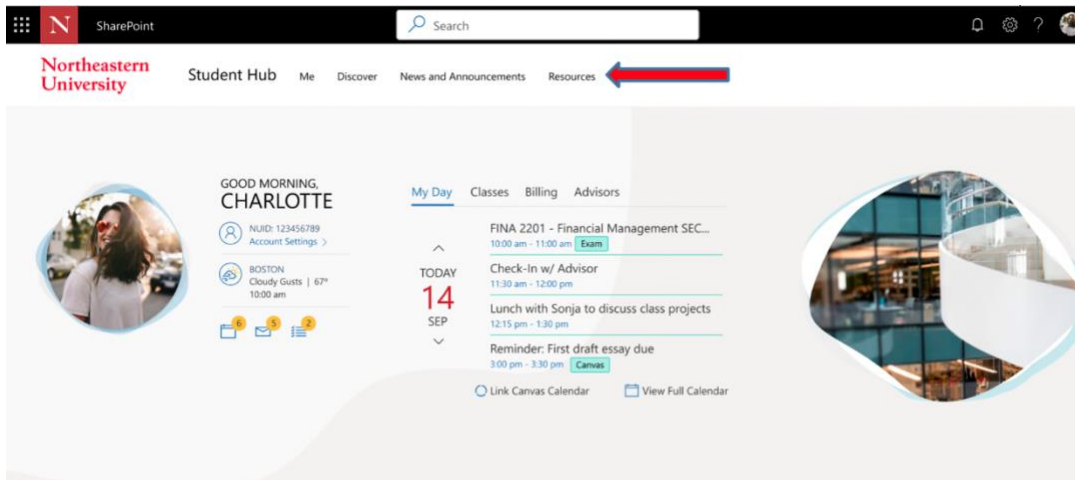 N SharePoint Search ?
Northeastern
University
Student Hub Me Discover News and Announcements Resources
GOOD MORNING,
CHARLOTTE
NUID: 123456789
Account Settings >
BOSTON
Cloudy Gusts | 67°
10:00 am
6 5 2
My Day Classes Billing Advisors
TODAY
14
SEP
FINA 2201 - Financial Management SEC...
10:00 am - 11:00 am Exam
Check-In w/ Advisor
11:30 am - 12:00 pm
Lunch with Sonja to discuss class projects
12:15 pm - 1:30 pm
Reminder: First draft essay due
3:00 pm - 3:30 pm Canvas
Link Canvas Calendar View Full Calendar